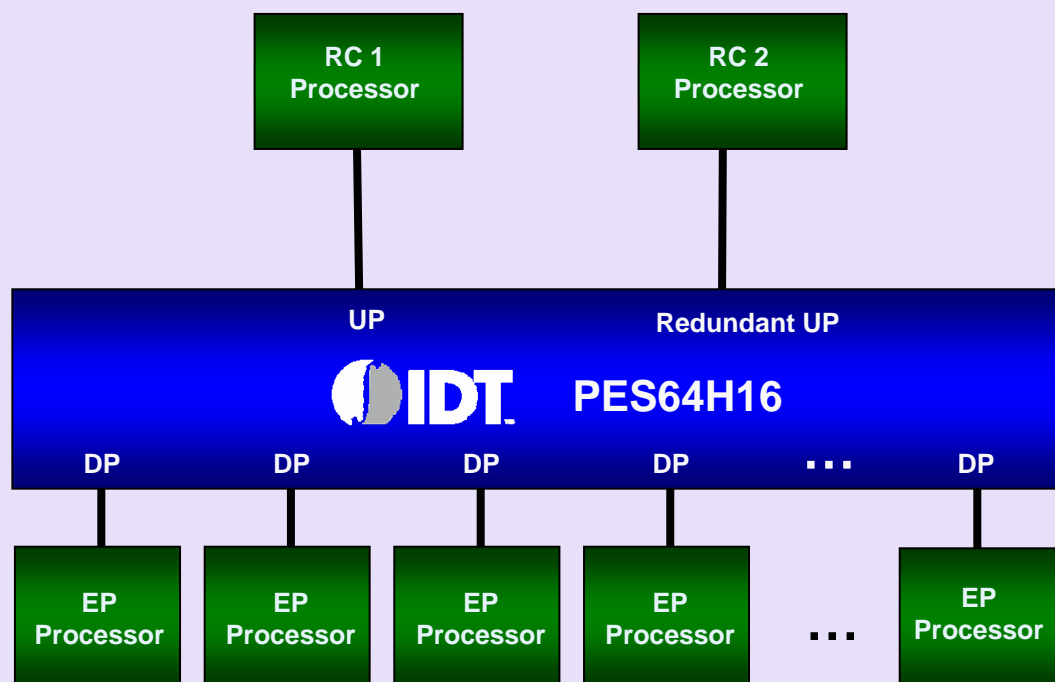 RC 1
Processor
RC 2
Processor
UP
Redundant UP
IDT PES64H16
DP DP DP DP ... DP
EP
Processor
EP
Processor
EP
Processor
EP
Processor
...
EP
Processor